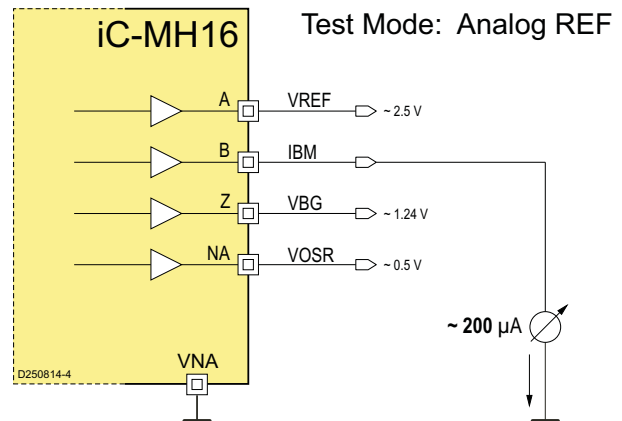 iC-MH16
Test Mode: Analog REF
A VREF ~ 2.5 V
B IBM
Z VBG ~ 1.24 V
NA VOSR ~ 0.5 V
~ 200 µA
VNA
D250814-4